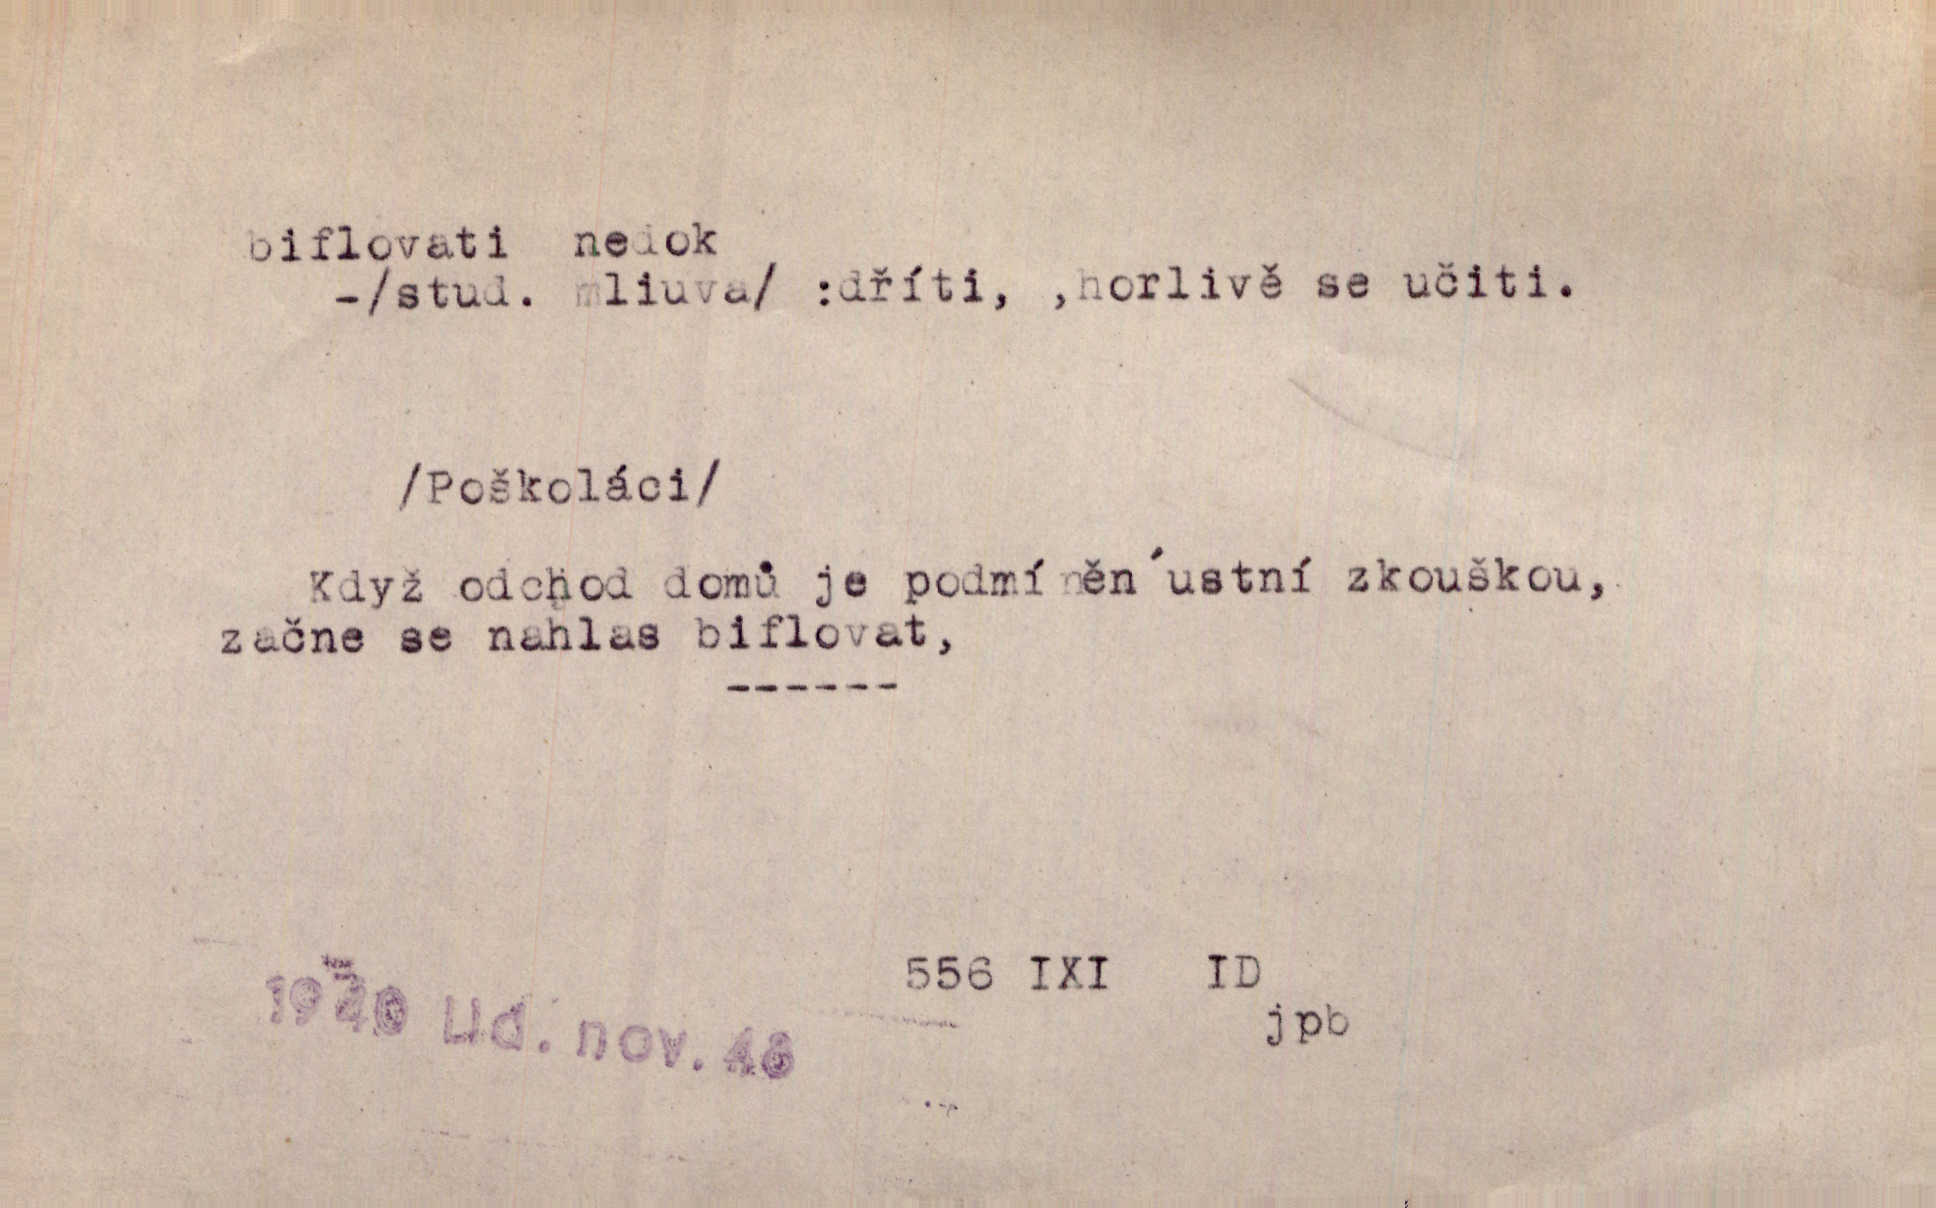 biflovati nedok
-/stud. mliuva/ :dříti, ,horlivě se učiti.
/Poškoláci/
Když odchod domů je podmíněn ́ustní zkouškou,
začne se nahlas biflovat,
------
556 IXI ID
jpb
Lid. nov. 48